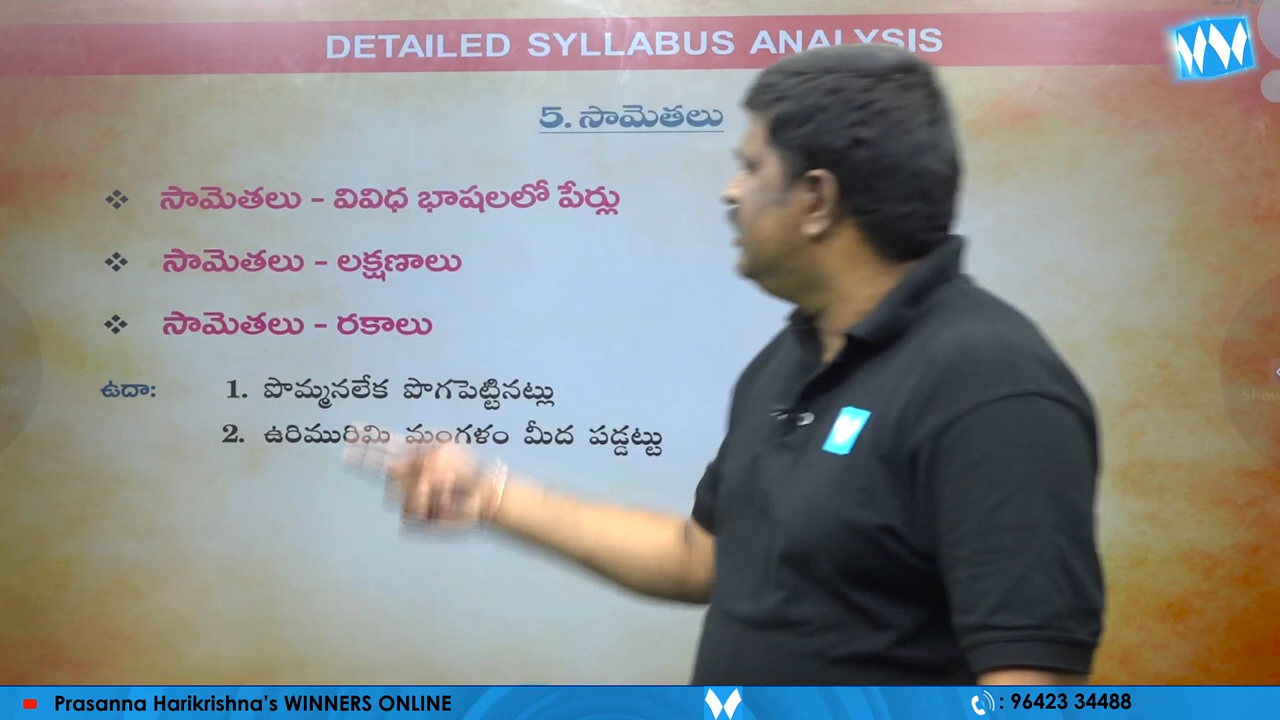 DETAILED SYLLABUS ANALYSIS
5. సామెతలు
❖ సామెతలు - వివిధ భాషలలో పేర్లు
❖ సామెతలు - లక్షణాలు
❖ సామెతలు - రకాలు
ఉదా: 1. పొమ్మనలేక పొగపెట్టినట్లు
2. ఉరిమురిమి మంగళం మీద పడ్డట్టు
Prasanna Harikrishna's WINNERS ONLINE
: 96423 34488